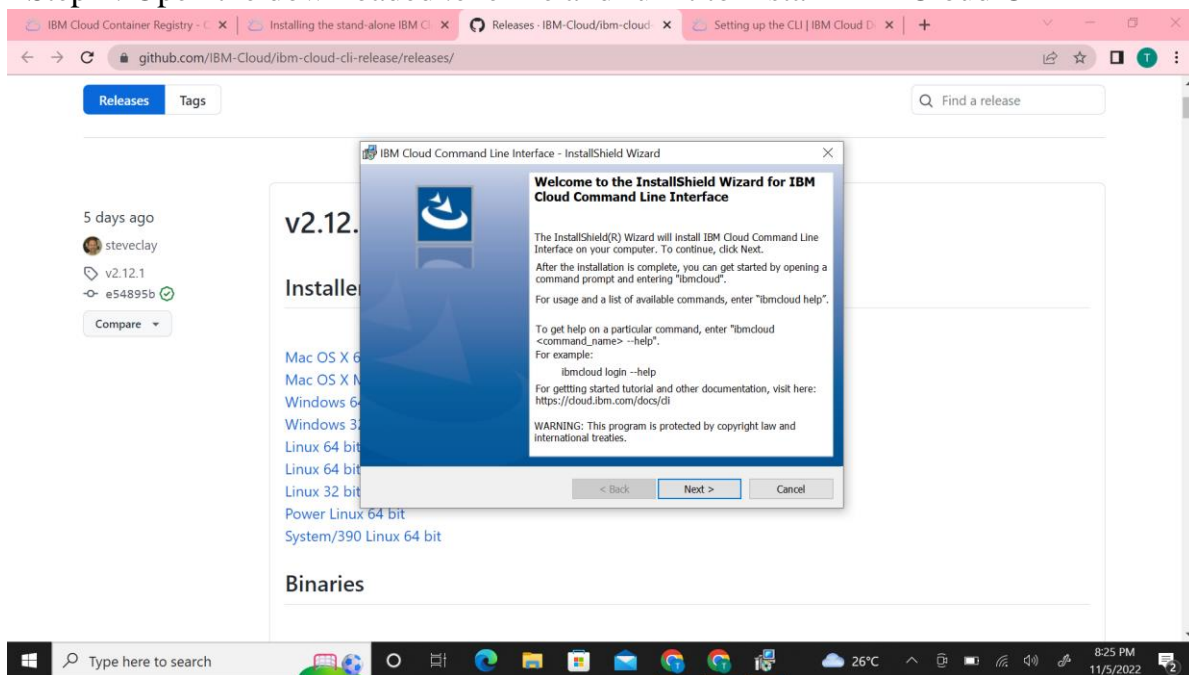 IBM Cloud Container Registry - C
Installing the stand-alone IBM Cl
Releases · IBM-Cloud/ibm-cloud-
Setting up the CLI | IBM Cloud D
github.com/IBM-Cloud/ibm-cloud-cli-release/releases/
T
Releases
Tags
Find a release
5 days ago
steveclay
v2.12.1
e54895b
Compare
v2.12.
Mac OS X
Mac OS X
Windows
Windows
Linux 64 bit
Linux 64 bit
Linux 32 bit
Power Linux 64 bit
System/390 Linux 64 bit
Binaries
IBM Cloud Command Line Interface - InstallShield Wizard
Welcome to the InstallShield Wizard for IBM
Cloud Command Line Interface
The InstallShield(R) Wizard will install IBM Cloud Command Line
Interface on your computer. To continue, click Next.
After the installation is complete, you can get started by opening a
command prompt and entering "ibmcloud".
For usage and a list of available commands, enter "ibmcloud help".
To get help on a particular command, enter "ibmcloud
<command_name> --help".
For example:
ibmcloud login --help
For gettting started tutorial and other documentation, visit here:
https://cloud.ibm.com/docs/cli
WARNING: This program is protected by copyright law and
international treaties.
< Back
Next >
Cancel
Type here to search
26°C
8:25 PM
11/5/2022
2